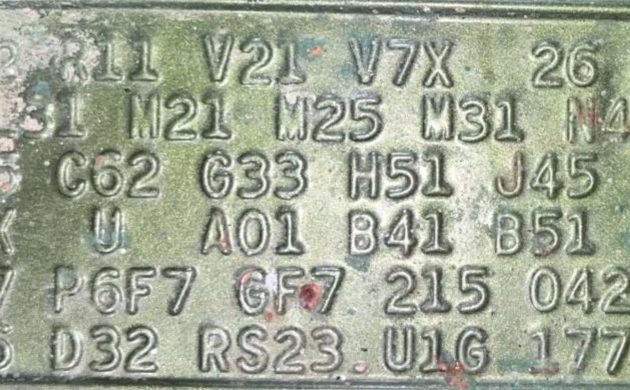 R11 V21 V7X 26
M21 M25 M31
C62 G33 H51 J45
U A01 B41 B51
P6F7 GF7 215 042
D32 RS23 U1G 177